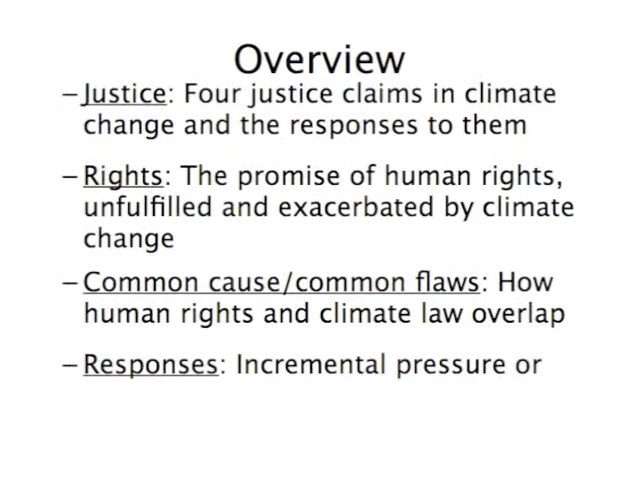 Overview
– Justice: Four justice claims in climate
change and the responses to them
– Rights: The promise of human rights,
unfulfilled and exacerbated by climate
change
– Common cause/common flaws: How
human rights and climate law overlap
– Responses: Incremental pressure or